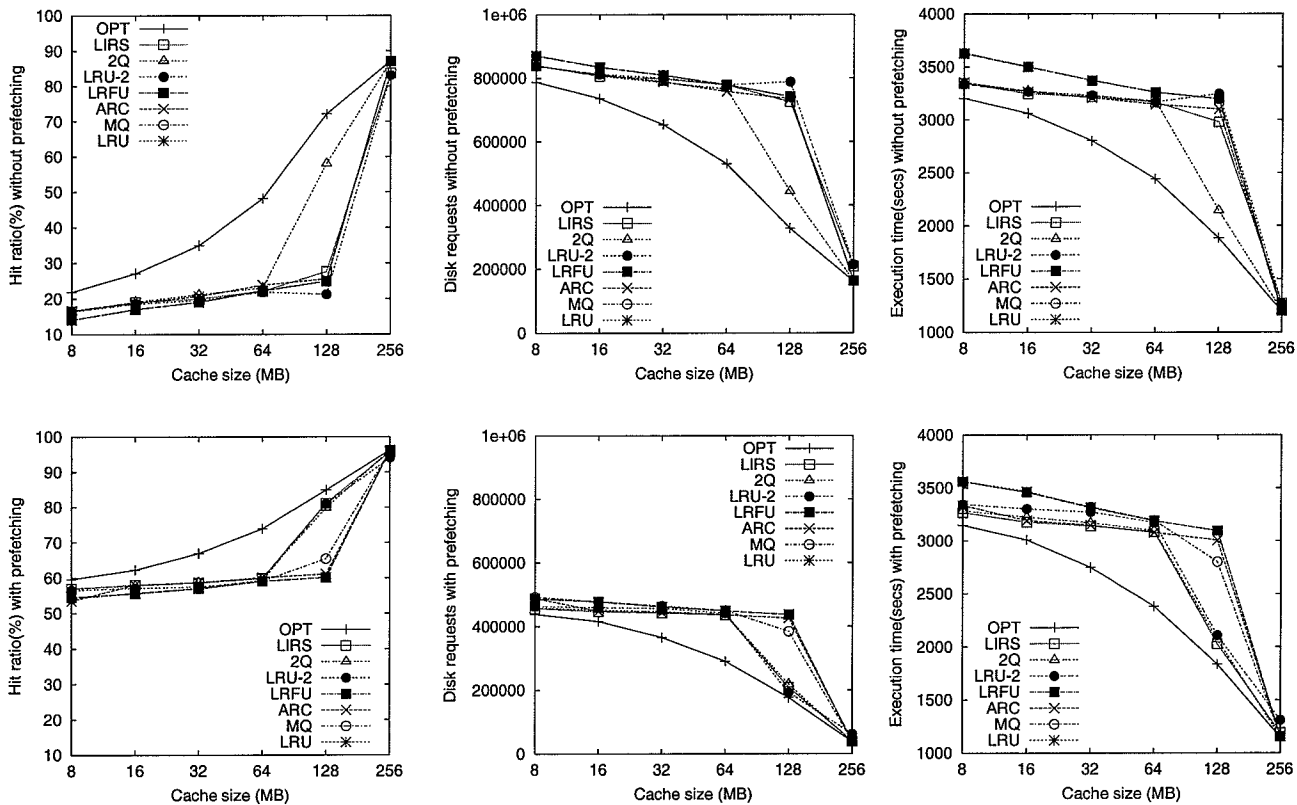 Hit ratio(%) without prefetching
100
90
80
70
60
50
40
30
20
10
OPT
LIRS
2Q
LRU-2
LRFU
ARC
MQ
LRU
8 16 32 64 128 256
Cache size (MB)
Disk requests without prefetching
1e+06
800000
600000
400000
200000
0
OPT
LIRS
2Q
LRU-2
LRFU
ARC
MQ
LRU
8 16 32 64 128 256
Cache size (MB)
Execution time(secs) without prefetching
4000
3500
3000
2500
2000
1500
1000
OPT
LIRS
2Q
LRU-2
LRFU
ARC
MQ
LRU
8 16 32 64 128 256
Cache size (MB)
Hit ratio(%) with prefetching
100
90
80
70
60
50
40
30
20
10
OPT
LIRS
2Q
LRU-2
LRFU
ARC
MQ
LRU
8 16 32 64 128 256
Cache size (MB)
Disk requests with prefetching
1e+06
800000
600000
400000
200000
0
OPT
LIRS
2Q
LRU-2
LRFU
ARC
MQ
LRU
8 16 32 64 128 256
Cache size (MB)
Execution time(secs) with prefetching
4000
3500
3000
2500
2000
1500
1000
OPT
LIRS
2Q
LRU-2
LRFU
ARC
MQ
LRU
8 16 32 64 128 256
Cache size (MB)